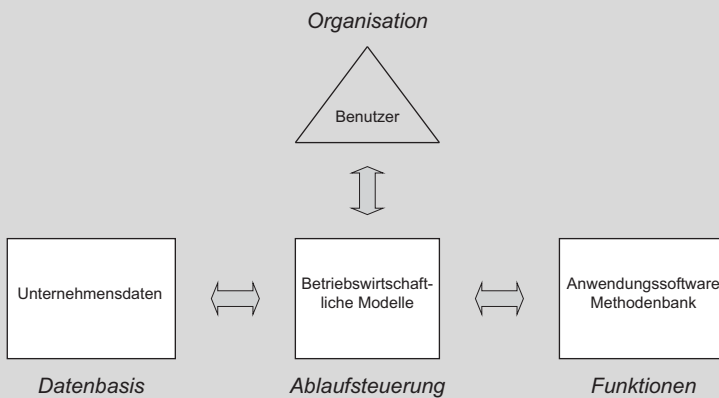 Organisation
Benutzer
Unternehmensdaten
Betriebswirtschaft-
liche Modelle
Anwendungssoftware
Methodenbank
Datenbasis
Ablaufsteuerung
Funktionen